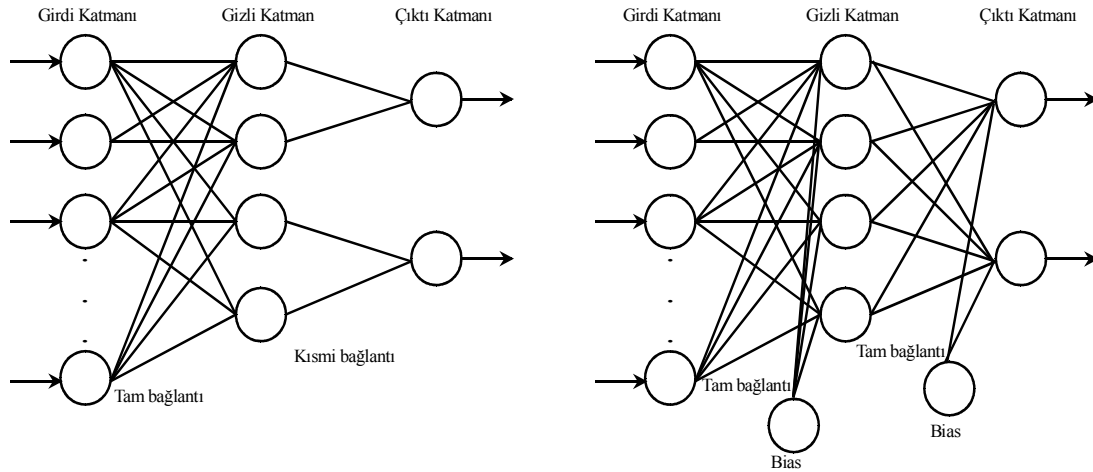 Girdi Katmanı
Gizli Katman
Çıktı Katmanı
Kısmi bağlantı
Tam bağlantı
Girdi Katmanı
Gizli Katman
Çıktı Katmanı
Tam bağlantı
Tam bağlantı
Bias
Bias